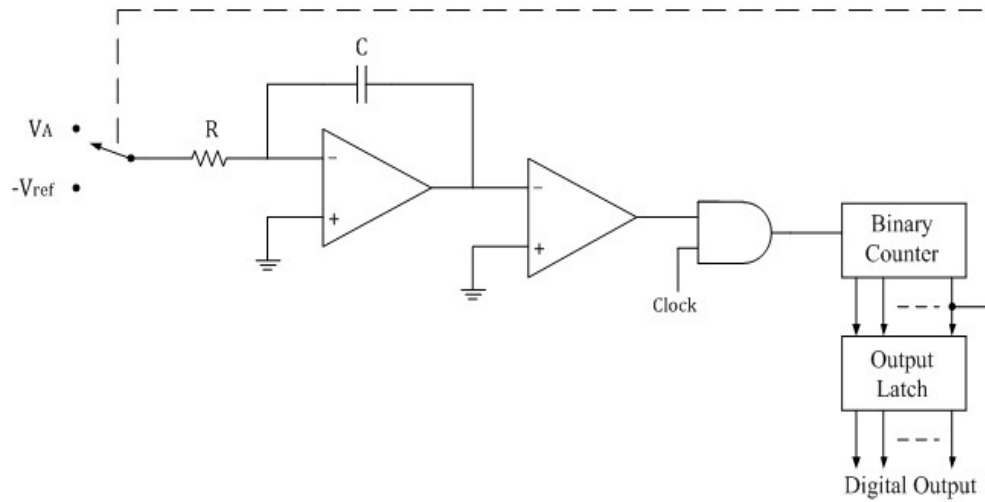 C
VA
R
-Vref
−
+
−
+
Clock
Binary
Counter
Output
Latch
Digital Output